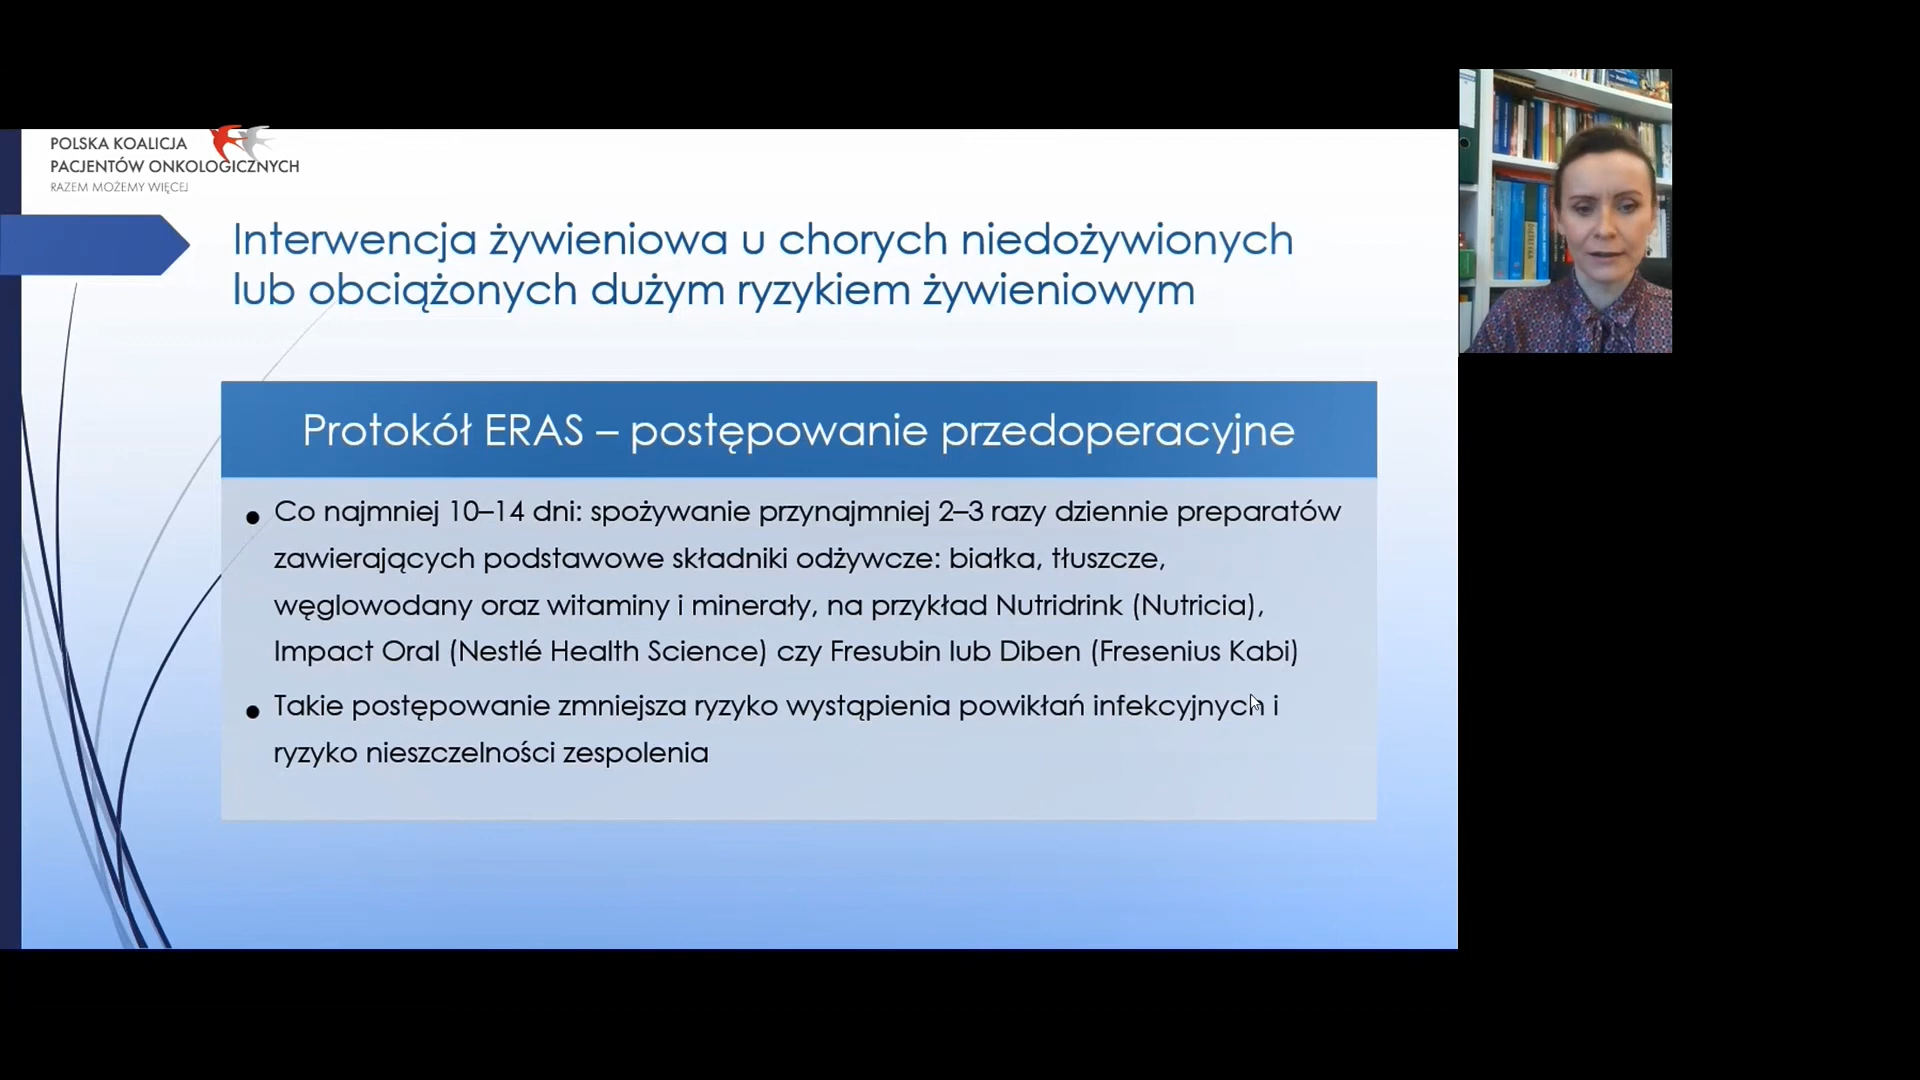 POLSKA KOALICJA
PACJENTÓW ONKOLOGICZNYCH
RAZEM MOŻEMY WIĘCEJ
Interwencja żywieniowa u chorych niedożywionych
lub obciążonych dużym ryzykiem żywieniowym
Protokół ERAS – postępowanie przedoperacyjne
• Co najmniej 10–14 dni: spożywanie przynajmniej 2–3 razy dziennie preparatów
zawierających podstawowe składniki odżywcze: białka, tłuszcze,
węglowodany oraz witaminy i minerały, na przykład Nutridrink (Nutricia),
Impact Oral (Nestlé Health Science) czy Fresubin lub Diben (Fresenius Kabi)
• Takie postępowanie zmniejsza ryzyko wystąpienia powikłań infekcyjnych i
ryzyko nieszczelności zespolenia